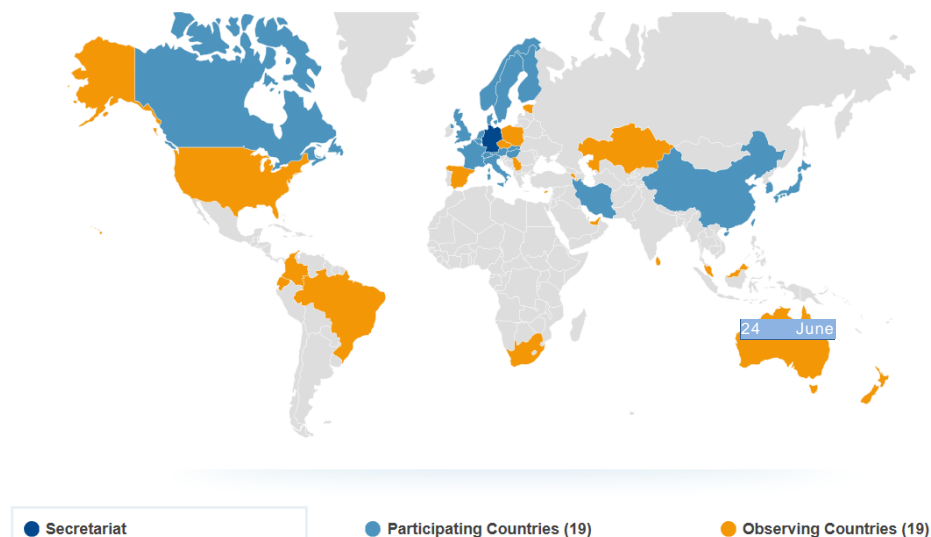 24 June
Secretariat
Participating Countries (19)
Observing Countries (19)